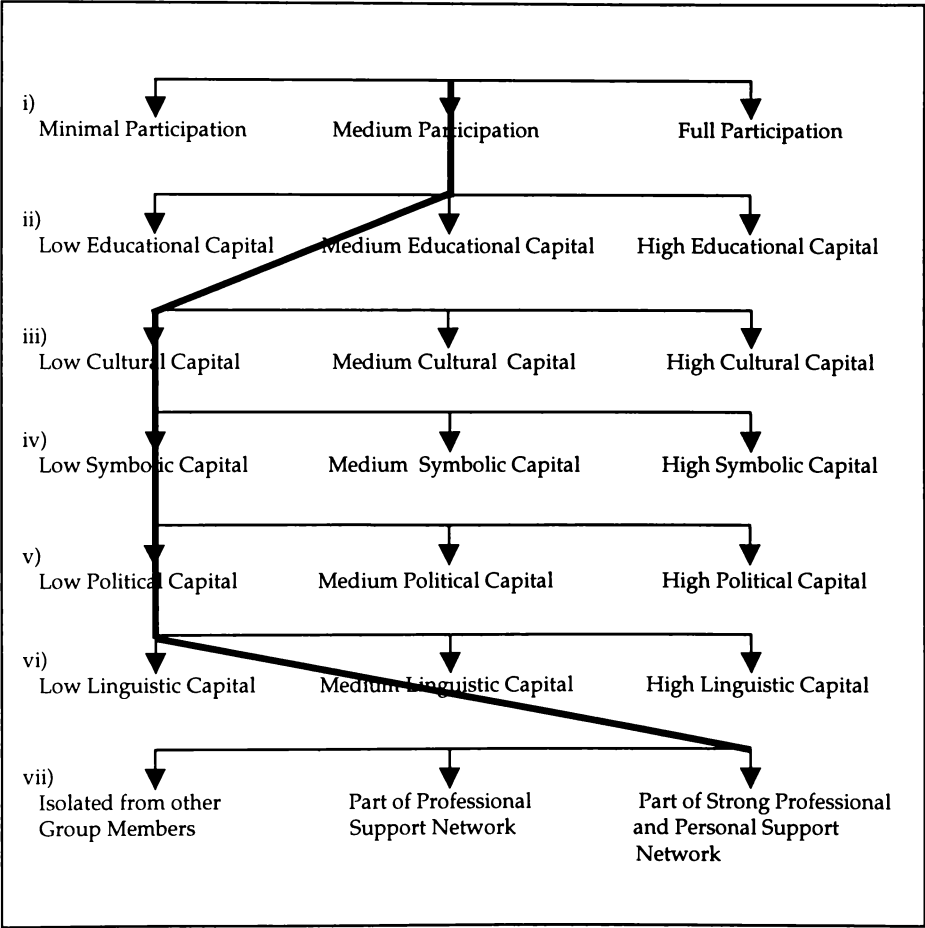 i)
Minimal Participation Medium Participation Full Participation
ii)
Low Educational Capital Medium Educational Capital High Educational Capital
iii)
Low Cultural Capital Medium Cultural Capital High Cultural Capital
iv)
Low Symbolic Capital Medium Symbolic Capital High Symbolic Capital
v)
Low Political Capital Medium Political Capital High Political Capital
vi)
Low Linguistic Capital Medium Linguistic Capital High Linguistic Capital
vii)
Isolated from other
Group Members
Part of Professional
Support Network
Part of Strong Professional
and Personal Support
Network